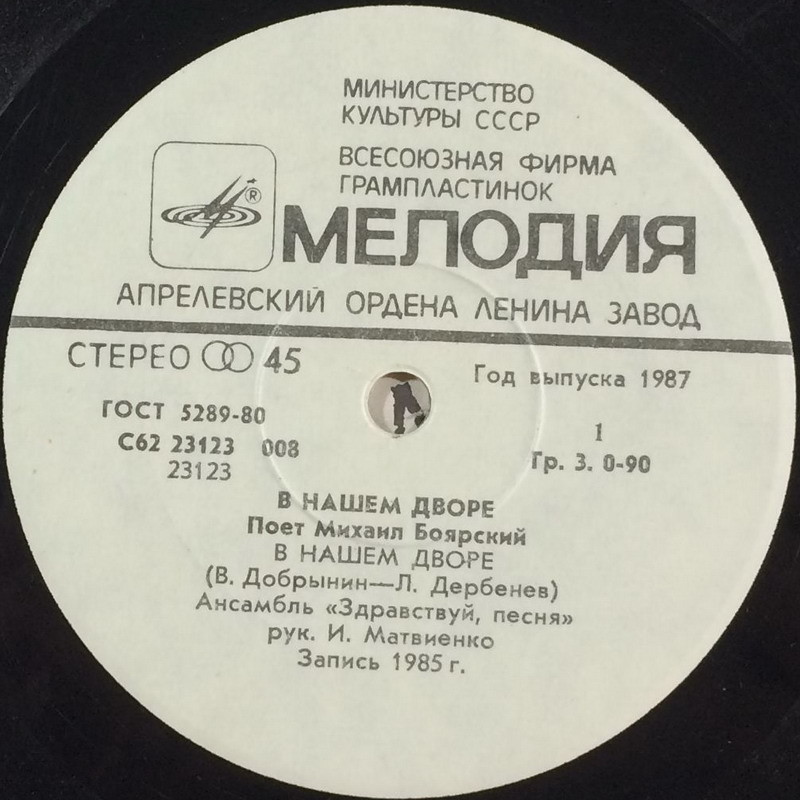 МИНИСТЕРСТВО
КУЛЬТУРЫ СССР
ВСЕСОЮЗНАЯ ФИРМА
ГРАМПЛАСТИНОК
®
МЕЛОДИЯ
АПРЕЛЕВСКИЙ ОРДЕНА ЛЕНИНА ЗАВОД
СТЕРЕО 45
Год выпуска 1987
ГОСТ 5289-80
С62 23123 008
23123
1
Гр. 3. 0-90
В НАШЕМ ДВОРЕ
Поет Михаил Боярский
В НАШЕМ ДВОРЕ
(В. Добрынин—Л. Дербенев)
Ансамбль «Здравствуй, песня»
рук. И. Матвиенко
Запись 1985 г.